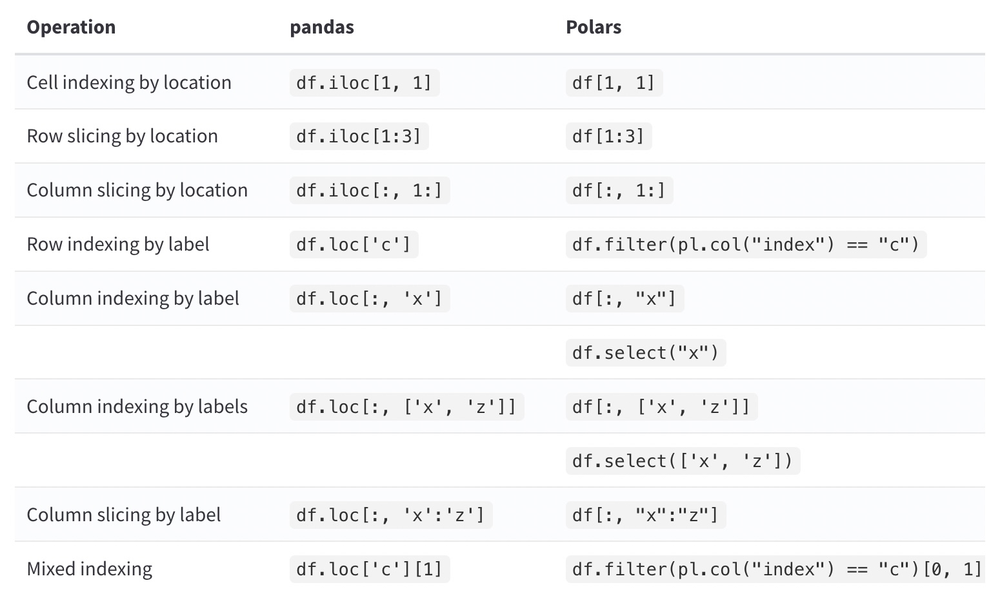 Operation pandas Polars
Cell indexing by location df.iloc[1, 1] df[1, 1]
Row slicing by location df.iloc[1:3] df[1:3]
Column slicing by location df.iloc[:, 1:] df[:, 1:]
Row indexing by label df.loc['c'] df.filter(pl.col("index") == "c")
Column indexing by label df.loc[:, 'x'] df[:, "x"]
df.select("x")
Column indexing by labels df.loc[:, ['x', 'z']] df[:, ['x', 'z']]
df.select(['x', 'z'])
Column slicing by label df.loc[:, 'x':'z'] df[:, "x":"z"]
Mixed indexing df.loc['c'][1] df.filter(pl.col("index") == "c")[0, 1]